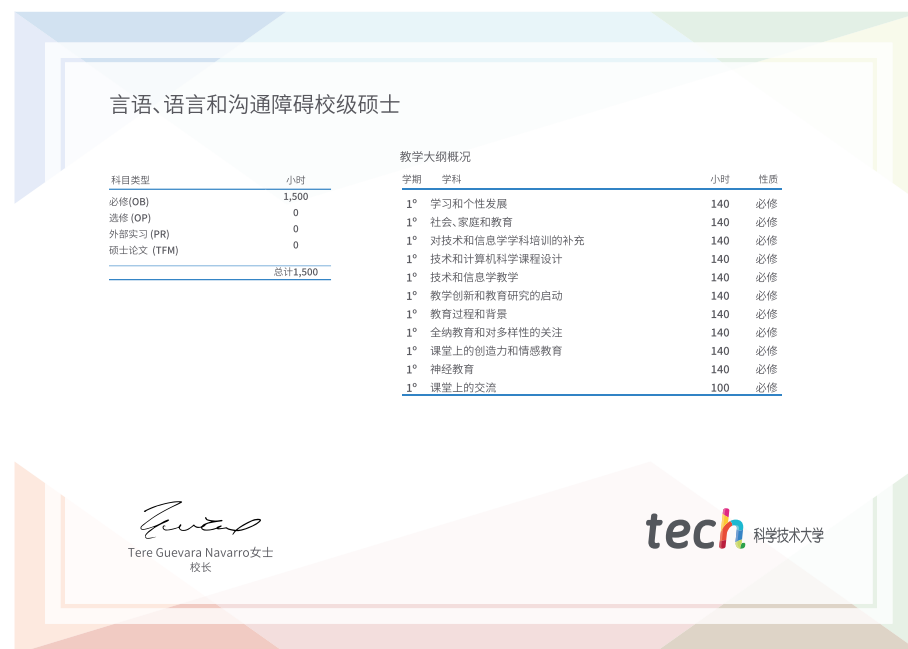 言语、语言和沟通障碍校级硕士
科目类型 小时
必修(OB) 1,500
选修 (OP) 0
外部实习 (PR) 0
硕士论文 (TFM) 0
总计1,500
教学大纲概况
学期 学科 小时 性质
1º 学习和个性发展 140 必修
1º 社会、家庭和教育 140 必修
1º 对技术和信息学学科培训的补充 140 必修
1º 技术和计算机科学课程设计 140 必修
1º 技术和信息学教学 140 必修
1º 教学创新和教育研究的启动 140 必修
1º 教育过程和背景 140 必修
1º 全纳教育和对多样性的关注 140 必修
1º 课堂上的创造力和情感教育 140 必修
1º 神经教育 140 必修
1º 课堂上的交流 100 必修
Tere Guevara Navarro女士
校长
tech 科学技术大学